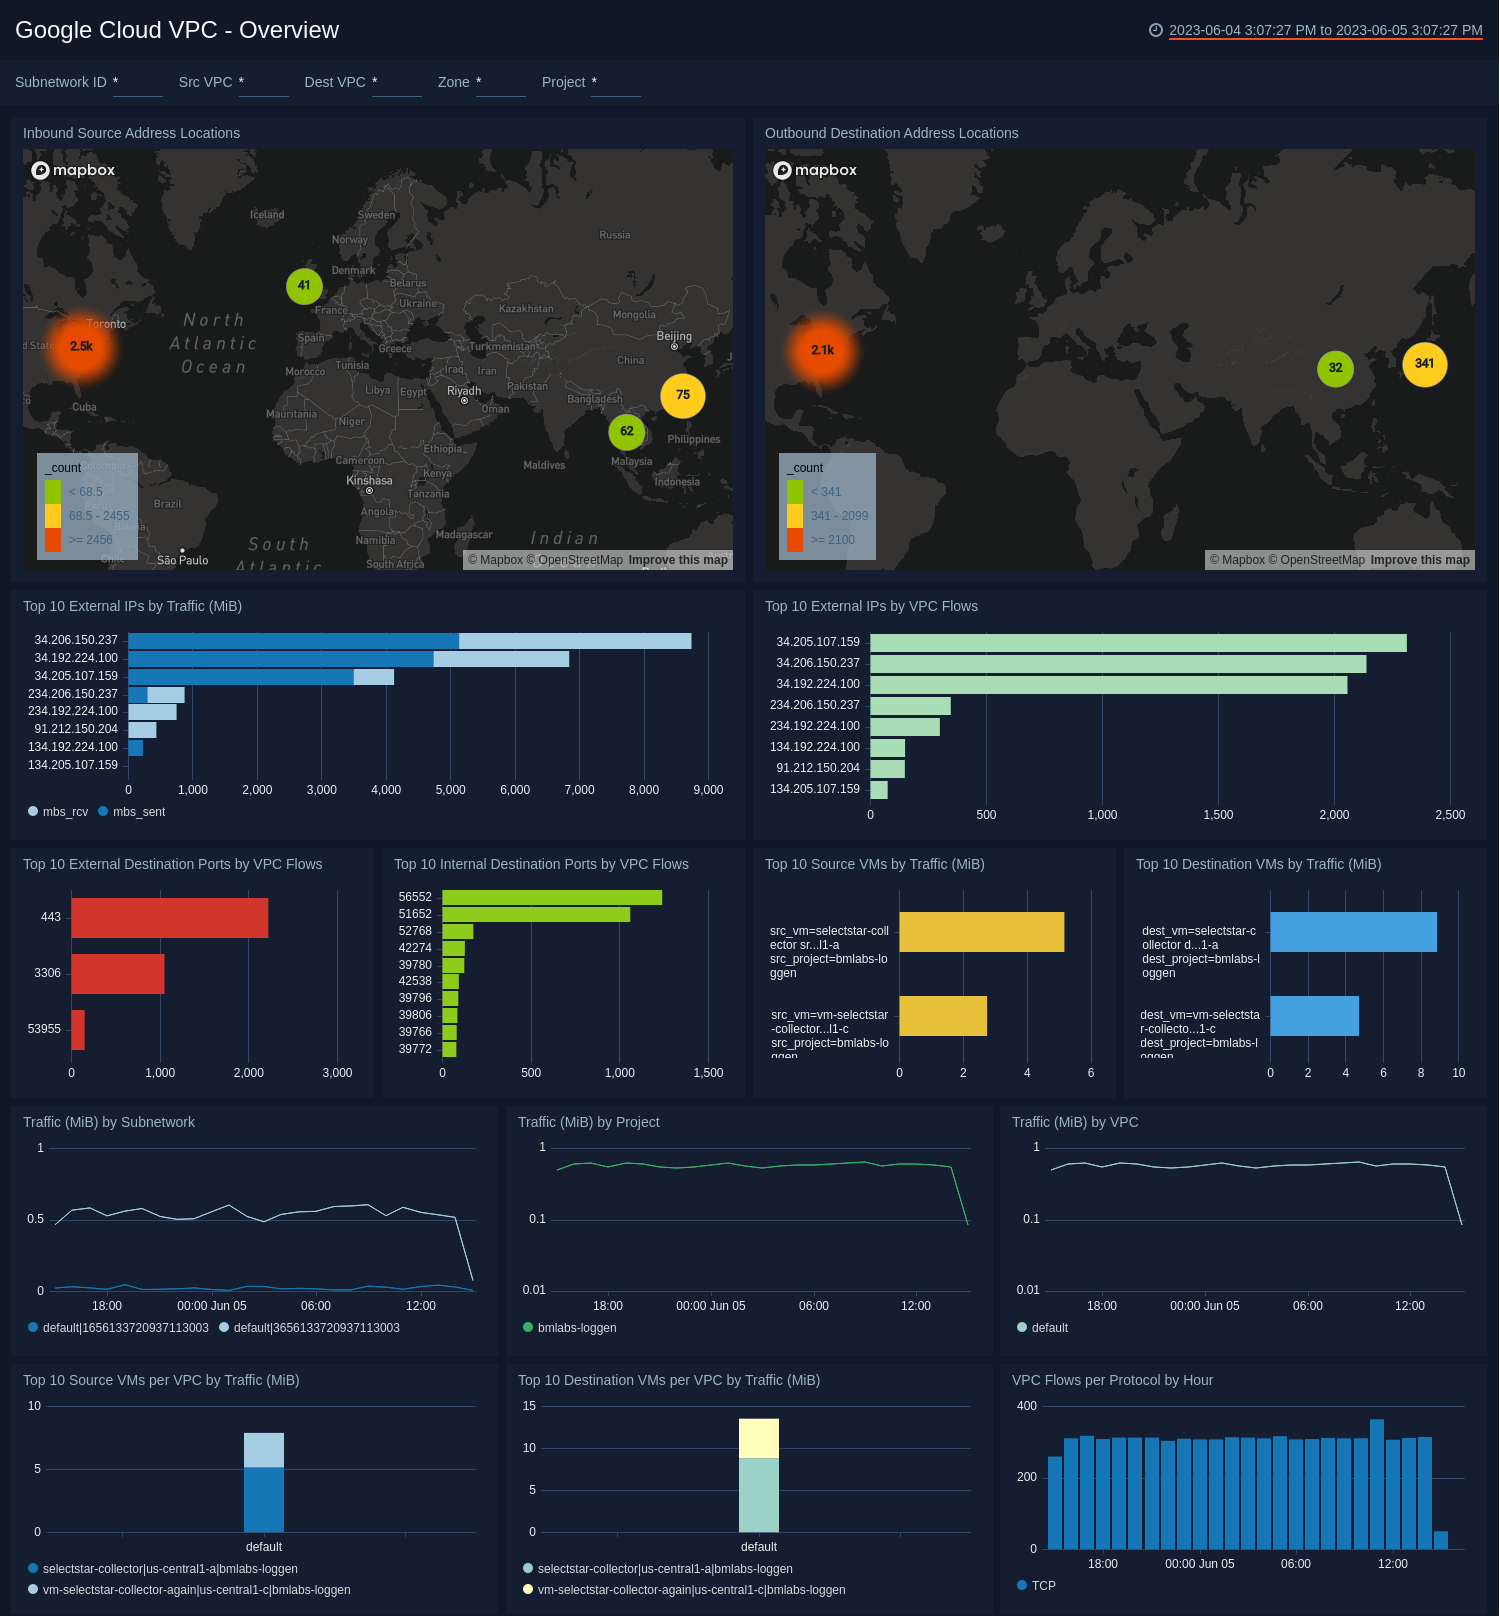 Google Cloud VPC - Overview
2023-06-04 3:07:27 PM to 2023-06-05 3:07:27 PM
Subnetwork ID * Src VPC * Dest VPC * Zone * Project *
Inbound Source Address Locations
mapbox
Iceland
Sweden
Norway
Russia
Denmark
41
Belarus
Ukraine
France
Kazakhstan
Mongolia
Toronto
North
Atlantic
Ocean
Spain
Greece
Turkmenistan
Beijing
2.5k
Morocco
Tunisia
Iraq
Iran
China
Libya
Egypt
Riyadh
Pakistan
75
Cuba
Mauritania
Niger
Oman
Bangladesh
62
Philippines
Ethiopia
Cameroon
Kenya
Maldives
Malaysia
Kinshasa
Tanzania
Indonesia
Brazil
Angola
Namibia
Madagascar
South
Atlantic
Indian
São Paulo
South Africa
_count
< 68.5
68.5 - 2455
>= 2456
© Mapbox © OpenStreetMap Improve this map
Outbound Destination Address Locations
mapbox
2.1k
32
341
_count
< 341
341 - 2099
>= 2100
© Mapbox © OpenStreetMap Improve this map
Top 10 External IPs by Traffic (MiB)
34.206.150.237
34.192.224.100
34.205.107.159
234.206.150.237
234.192.224.100
91.212.150.204
134.192.224.100
134.205.107.159
0 1,000 2,000 3,000 4,000 5,000 6,000 7,000 8,000 9,000
mbs_rcv mbs_sent
Top 10 External IPs by VPC Flows
34.205.107.159
34.206.150.237
34.192.224.100
234.206.150.237
234.192.224.100
134.192.224.100
91.212.150.204
134.205.107.159
0 500 1,000 1,500 2,000 2,500
Top 10 External Destination Ports by VPC Flows
443
3306
53955
0 1,000 2,000 3,000
Top 10 Internal Destination Ports by VPC Flows
56552
51652
52768
42274
39780
42538
39796
39806
39766
39772
0 500 1,000 1,500
Top 10 Source VMs by Traffic (MiB)
src_vm=selectstar-coll
ector sr...l1-a
src_project=bmlabs-lo
ggen
src_vm=vm-selectstar
-collector...l1-c
src_project=bmlabs-lo
ggen
0 2 4 6
Top 10 Destination VMs by Traffic (MiB)
dest_vm=selectstar-c
ollector d...1-a
dest_project=bmlabs-l
oggen
dest_vm=vm-selectsta
r-collecto...1-c
dest_project=bmlabs-l
oggen
0 2 4 6 8 10
Traffic (MiB) by Subnetwork
1
0.5
0
18:00 00:00 Jun 05 06:00 12:00
default|1656133720937113003 default|3656133720937113003
Traffic (MiB) by Project
1
0.1
0.01
18:00 00:00 Jun 05 06:00 12:00
bmlabs-loggen
Traffic (MiB) by VPC
1
0.1
0.01
18:00 00:00 Jun 05 06:00 12:00
default
Top 10 Source VMs per VPC by Traffic (MiB)
10
5
0
default
selectstar-collector|us-central1-a|bmlabs-loggen
vm-selectstar-collector-again|us-central1-c|bmlabs-loggen
Top 10 Destination VMs per VPC by Traffic (MiB)
15
10
5
0
default
selectstar-collector|us-central1-a|bmlabs-loggen
vm-selectstar-collector-again|us-central1-c|bmlabs-loggen
VPC Flows per Protocol by Hour
400
200
0
18:00 00:00 Jun 05 06:00 12:00
TCP